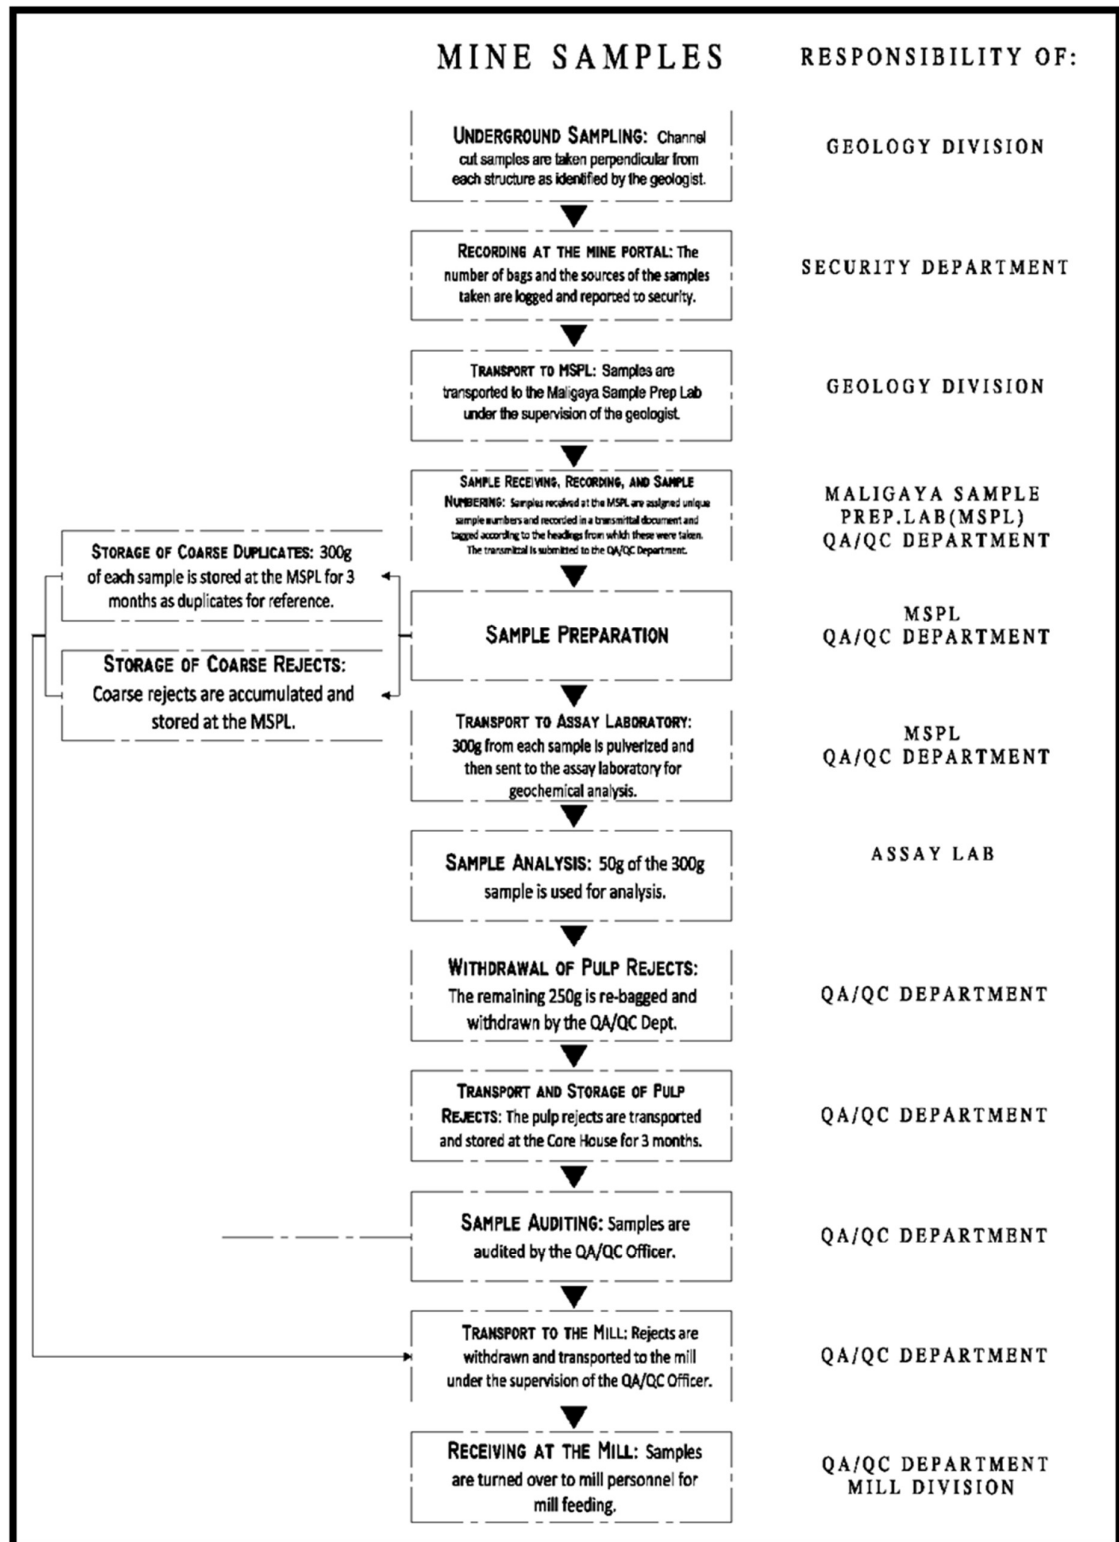 MINE SAMPLES
RESPONSIBILITY OF:
UNDERGROUND SAMPLING: Channel
cut samples are taken perpendicular from
each structure as identified by the geologist.
GEOLOGY DIVISION
RECORDING AT THE MINE PORTAL: The
number of bags and the sources of the samples
taken are logged and reported to security.
SECURITY DEPARTMENT
TRANSPORT TO MSPL: Samples are
transported to the Maligaya Sample Prep Lab
under the supervision of the geologist.
GEOLOGY DIVISION
SAMPLE RECEIVING, RECORDING, AND SAMPLE
NUMBERING: Samples received at the MSPL are assigned unique
sample numbers and recorded in a transmittal document and
tagged according to the headings from which these were taken.
The transmittal is submitted to the QA/QC Department.
MALIGAYA SAMPLE
PREP.LAB(MSPL)
QA/QC DEPARTMENT
STORAGE OF COARSE DUPLICATES: 300g
of each sample is stored at the MSPL for 3
months as duplicates for reference.
SAMPLE PREPARATION
MSPL
QA/QC DEPARTMENT
STORAGE OF COARSE REJECTS:
Coarse rejects are accumulated and
stored at the MSPL.
TRANSPORT TO ASSAY LABORATORY:
300g from each sample is pulverized and
then sent to the assay laboratory for
geochemical analysis.
MSPL
QA/QC DEPARTMENT
SAMPLE ANALYSIS: 50g of the 300g
sample is used for analysis.
ASSAY LAB
WITHDRAWAL OF PULP REJECTS:
The remaining 250g is re-bagged and
withdrawn by the QA/QC Dept.
QA/QC DEPARTMENT
TRANSPORT AND STORAGE OF PULP
REJECTS: The pulp rejects are transported
and stored at the Core House for 3 months.
QA/QC DEPARTMENT
SAMPLE AUDITING: Samples are
audited by the QA/QC Officer.
QA/QC DEPARTMENT
TRANSPORT TO THE MILL: Rejects are
withdrawn and transported to the mill
under the supervision of the QA/QC Officer.
QA/QC DEPARTMENT
RECEIVING AT THE MILL: Samples
are turned over to mill personnel for
mill feeding.
QA/QC DEPARTMENT
MILL DIVISION